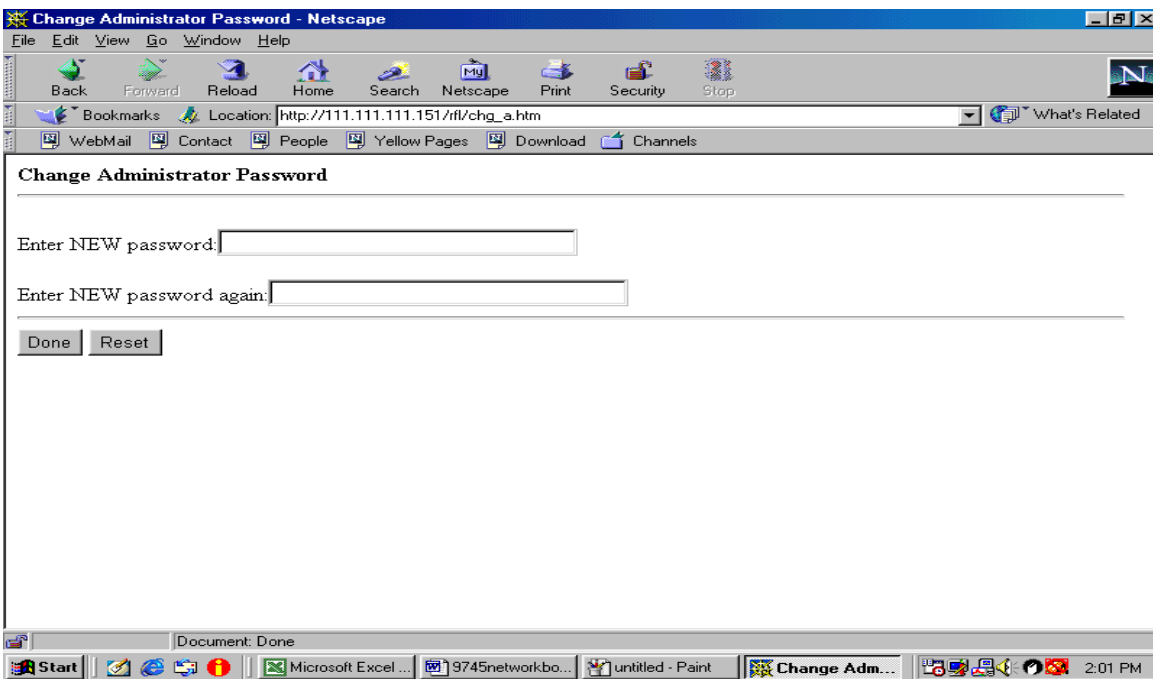 Change Administrator Password - Netscape
File Edit View Go Window Help
My
N
Back Forward Reload Home Search Netscape Print Security Stop
Bookmarks Location: http://111.111.111.151/rfl/chg_a.htm What's Related
WebMail Contact People Yellow Pages Download Channels
Change Administrator Password
Enter NEW password:
Enter NEW password again:
Done Reset
Document: Done
Start Microsoft Excel ... 9745networkbo... untitled - Paint Change Adm... 2:01 PM